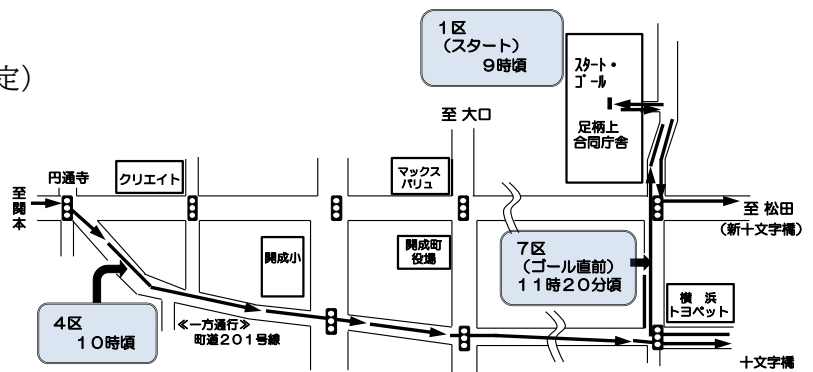 定）
1区
（スタート）
9時頃
スタート・
ゴール
足柄上
合同庁舎
至 大口
円通寺
クリエイト
マックス
バリュ
至
関
本
至 松田
（新十文字橋）
開成小
開成町
役場
7区
（ゴール直前）
11時20分頃
横 浜
トヨペット
4区
10時頃
≪一方通行≫
町道201号線
十文字橋